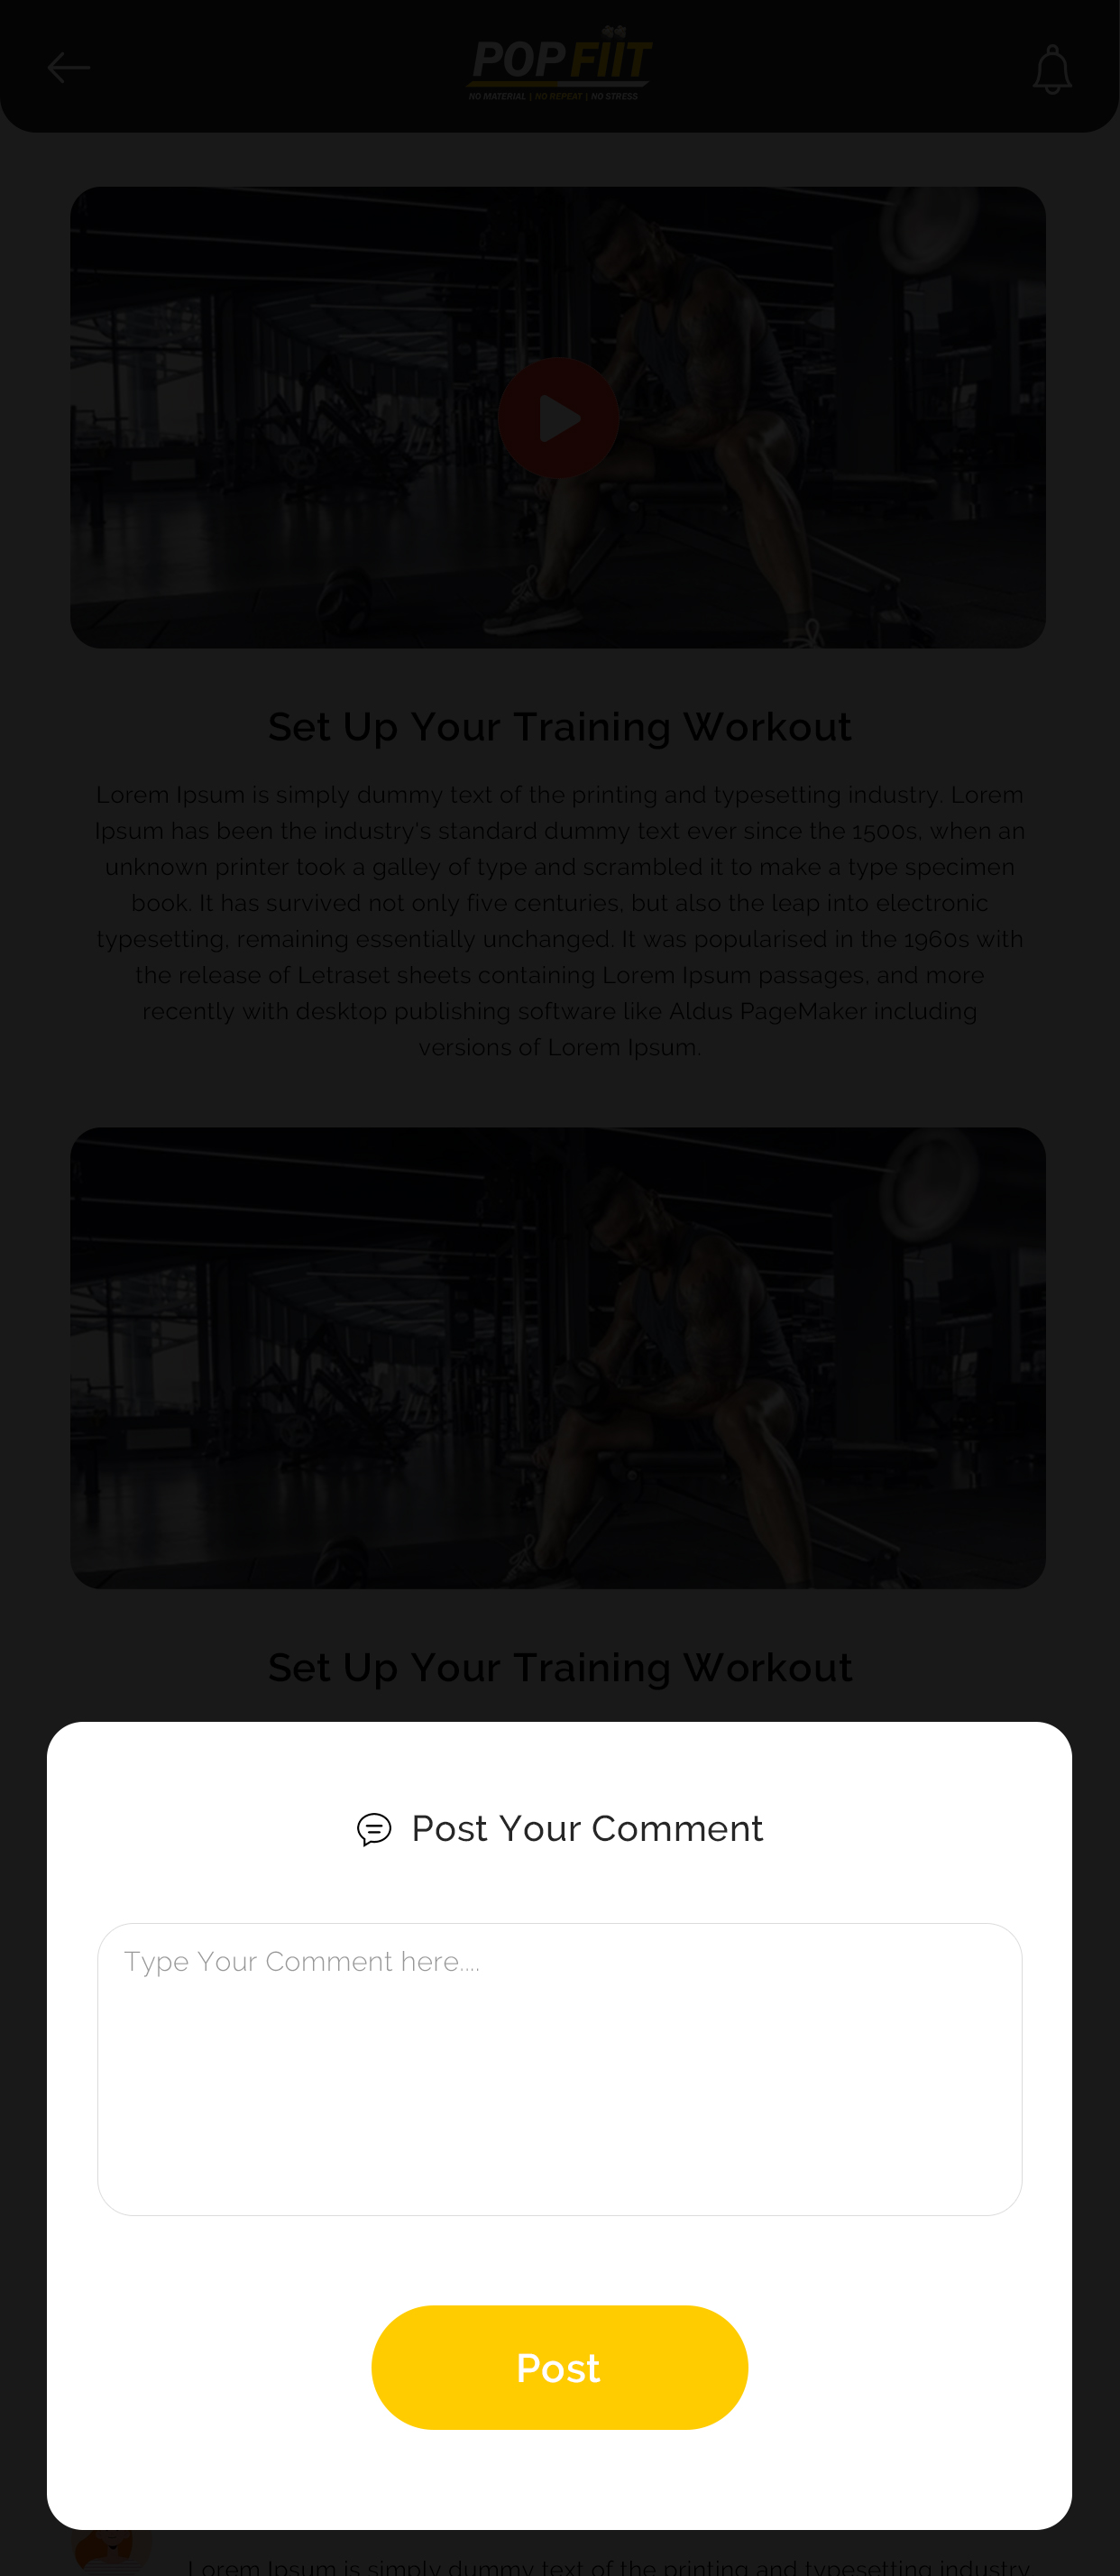 POP FIIT
NO MATERIAL | NO REPEAT | NO STRESS
Set Up Your Training Workout
Lorem Ipsum is simply dummy text of the printing and typesetting industry. Lorem
Ipsum has been the industry's standard dummy text ever since the 1500s, when an
unknown printer took a galley of type and scrambled it to make a type specimen
book. It has survived not only five centuries, but also the leap into electronic
typesetting, remaining essentially unchanged. It was popularised in the 1960s with
the release of Letraset sheets containing Lorem Ipsum passages, and more
recently with desktop publishing software like Aldus PageMaker including
versions of Lorem Ipsum.
Set Up Your Training Workout
Post Your Comment
Type Your Comment here....
Post
Lorem Ipsum is simply dummy text of the printing and typesetting industry